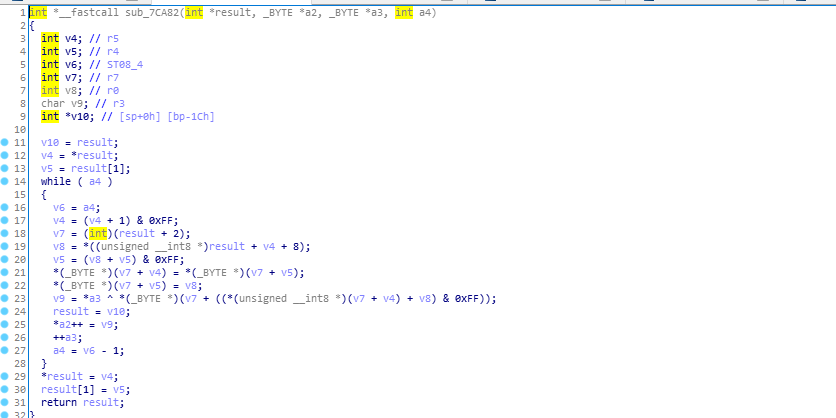 1 int *__fastcall sub_7CA82(int *result, _BYTE *a2, _BYTE *a3, int a4)
2 {
3 int v4; // r5
4 int v5; // r4
5 int v6; // ST08_4
6 int v7; // r7
7 int v8; // r0
8 char v9; // r3
9 int *v10; // [sp+0h] [bp-1Ch]
10
11 v10 = result;
12 v4 = *result;
13 v5 = result[1];
14 while ( a4 )
15 {
16 v6 = a4;
17 v4 = (v4 + 1) & 0xFF;
18 v7 = (int)(result + 2);
19 v8 = *((unsigned __int8 *)result + v4 + 8);
20 v5 = (v8 + v5) & 0xFF;
21 *(_BYTE *)(v7 + v4) = *(_BYTE *)(v7 + v5);
22 *(_BYTE *)(v7 + v5) = v8;
23 v9 = *a3 ^ *(_BYTE *)(v7 + ((*(unsigned __int8 *)(v7 + v4) + v8) & 0xFF));
24 result = v10;
25 *a2++ = v9;
26 ++a3;
27 a4 = v6 - 1;
28 }
29 *result = v4;
30 result[1] = v5;
31 return result;
32 }